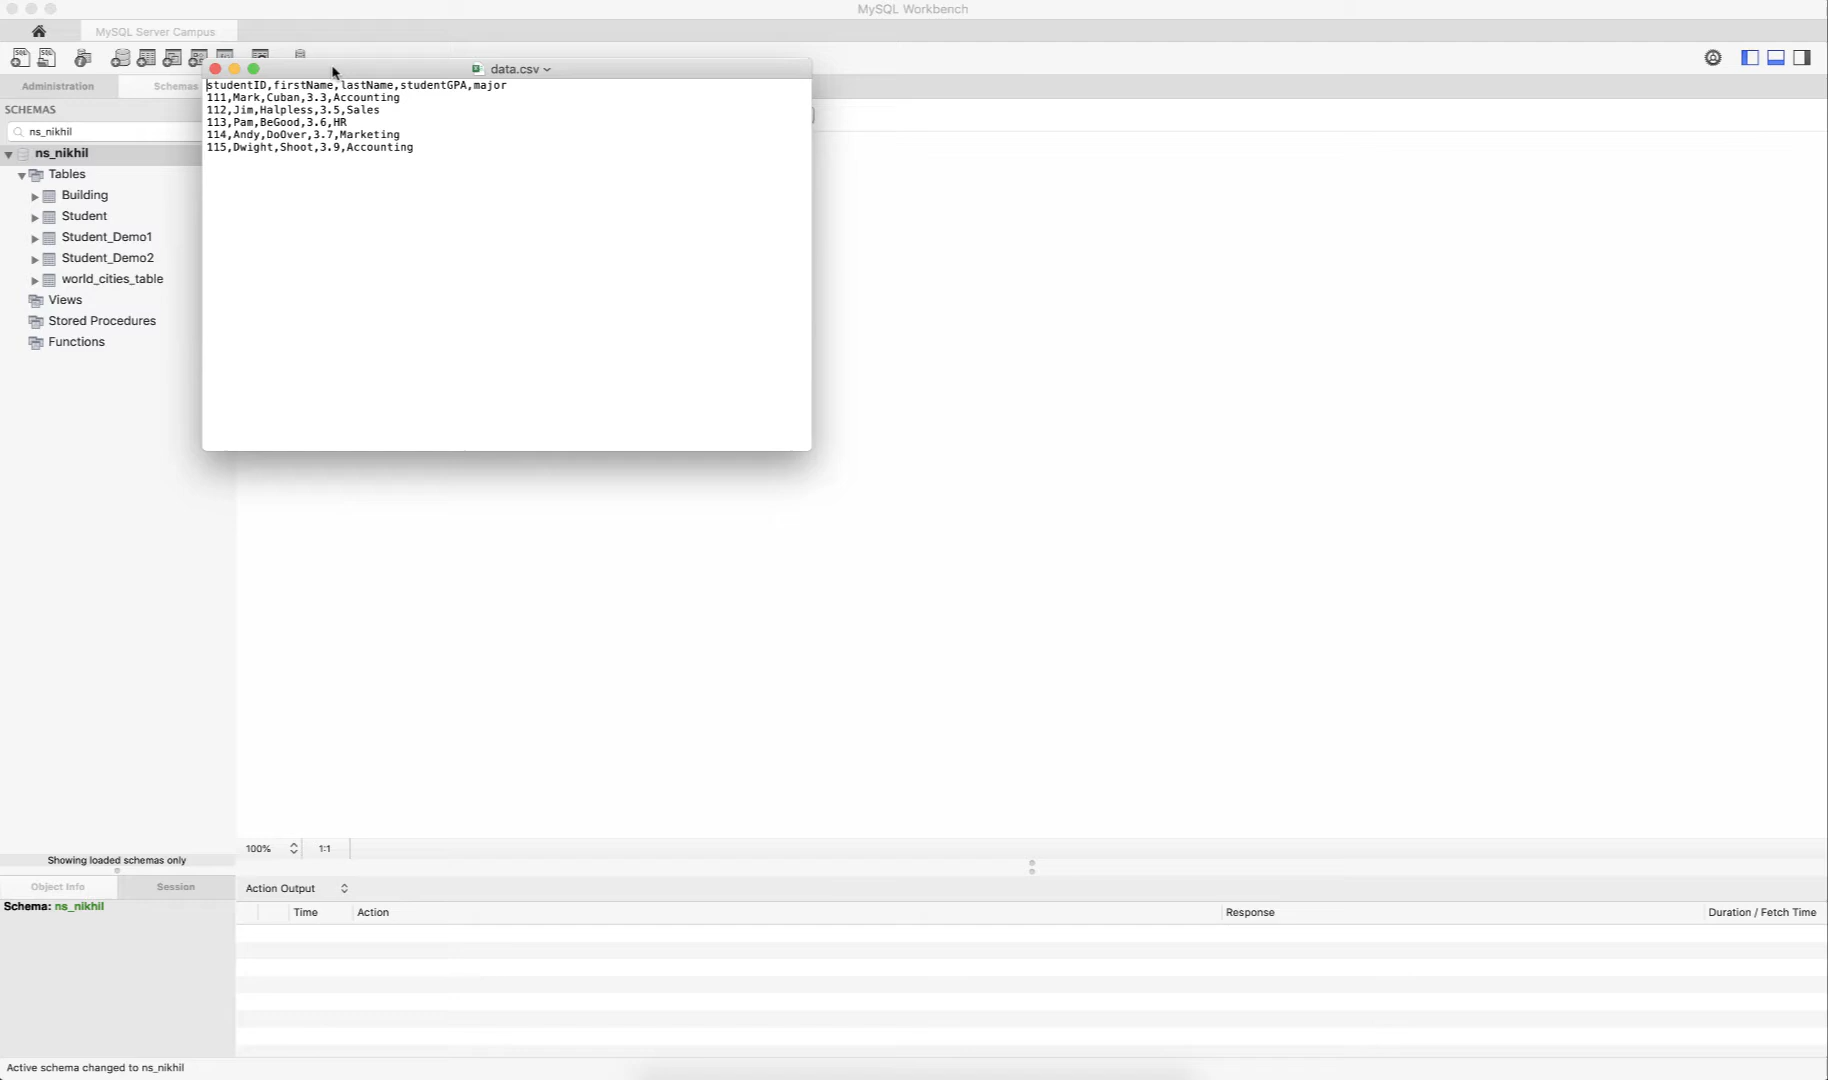 MySQL Workbench
MySQL Server Campus
Administration
Schemas
data.csv
studentID,firstName,lastName,studentGPA,major
111,Mark,Cuban,3.3,Accounting
112,Jim,Halpless,3.5,Sales
113,Pam,BeGood,3.6,HR
114,Andy,DoOver,3.7,Marketing
115,Dwight,Shoot,3.9,Accounting
SCHEMAS
ns_nikhil
ns_nikhil
Tables
Building
Student
Student_Demo1
Student_Demo2
world_cities_table
Views
Stored Procedures
Functions
100%
1:1
Showing loaded schemas only
Object Info
Session
Schema: ns_nikhil
Action Output
Time
Action
Response
Duration / Fetch Time
Active schema changed to ns_nikhil